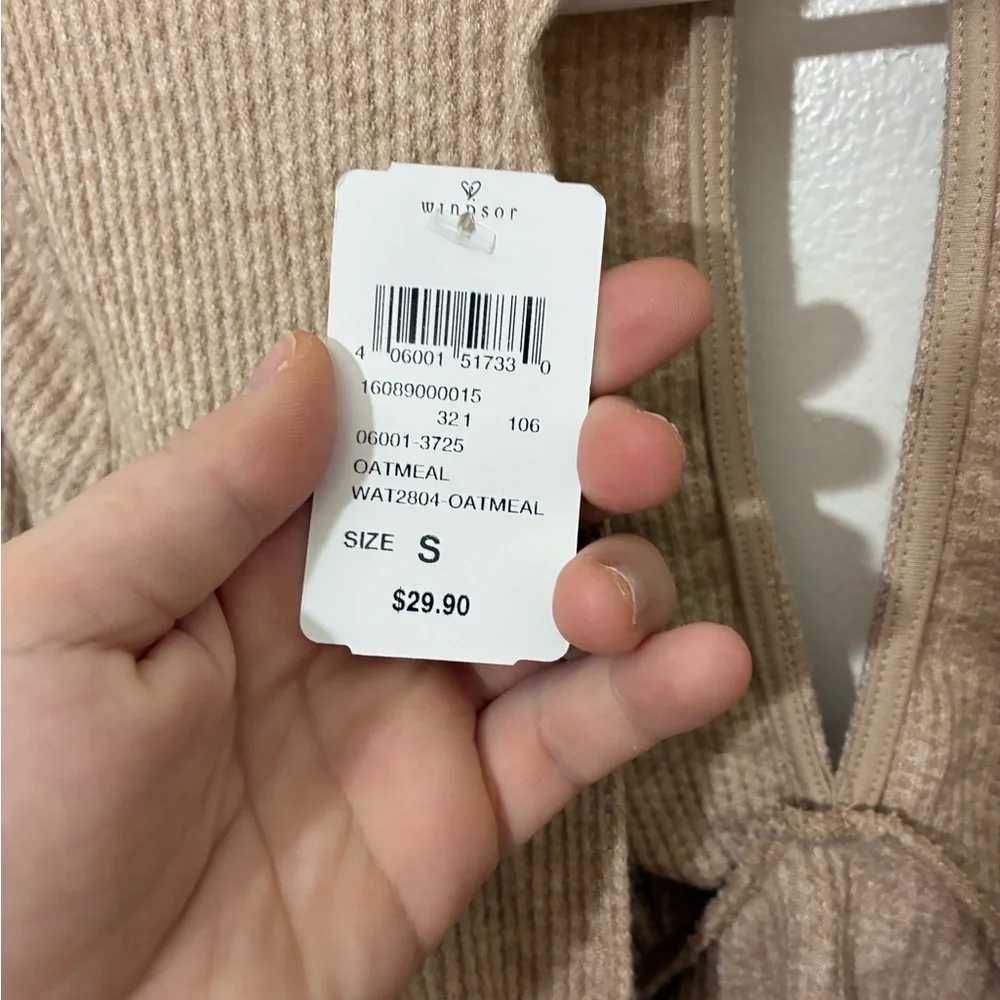 WINDSOR
4 06001 51733 0
16089000015
321 106
06001-3725
OATMEAL
WAT2804-OATMEAL
SIZE S
$29.90